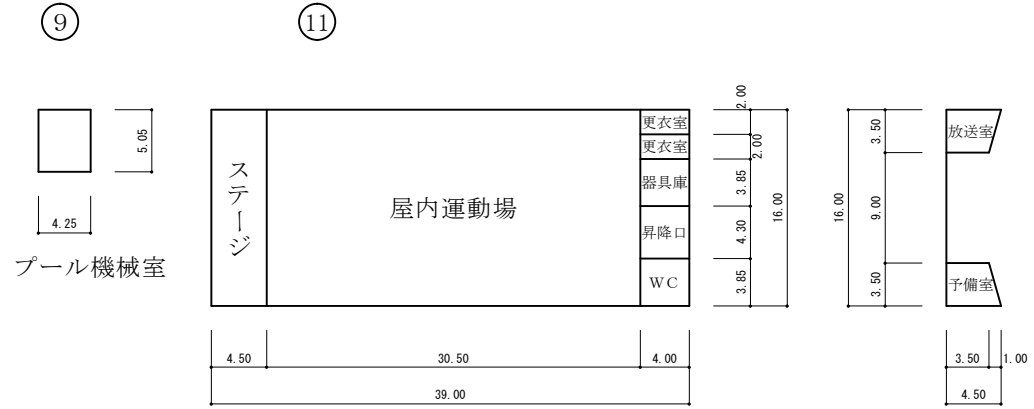 ⑨
⑪
5.05
4.25
プール機械室
ステージ
屋内運動場
更衣室
更衣室
器具庫
昇降口
WC
2.00
2.00
3.85
4.30
3.85
16.00
4.50
30.50
4.00
39.00
16.00
3.50
9.00
3.50
放送室
予備室
3.50
1.00
4.50